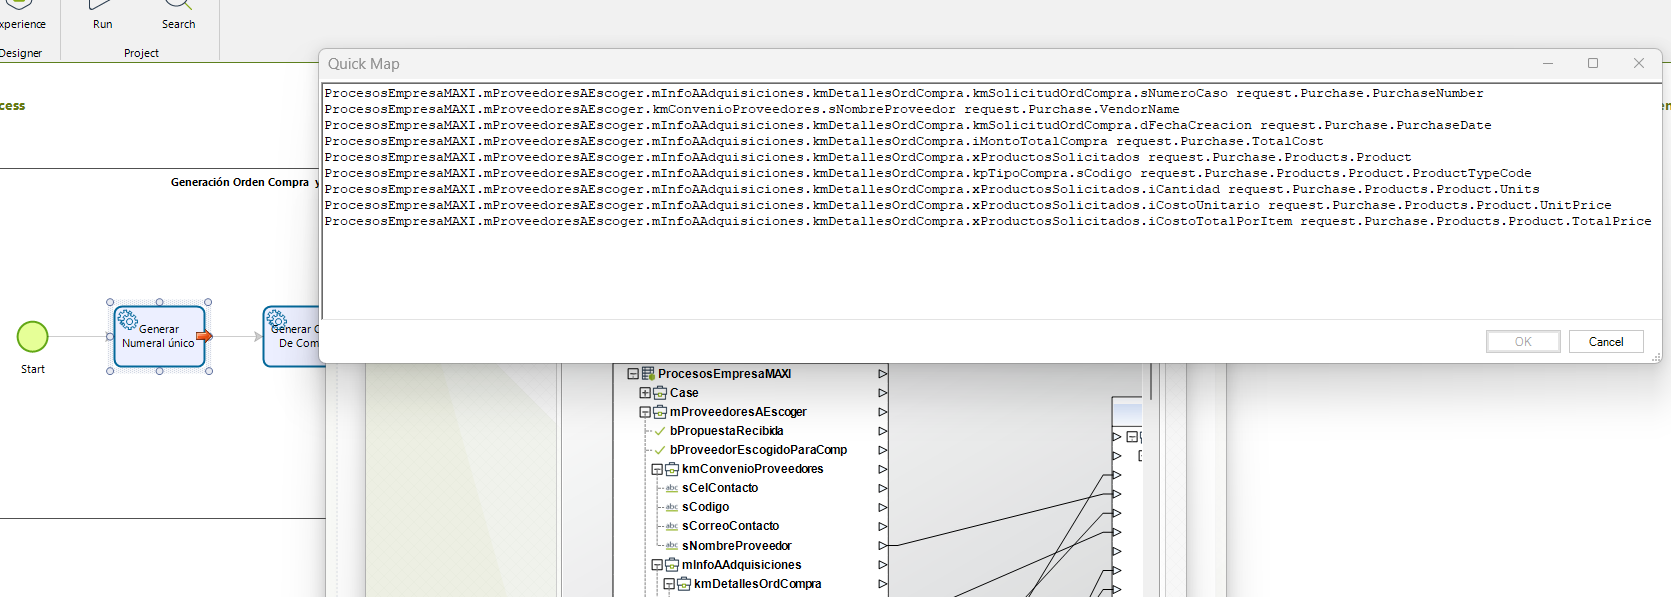 xperience
Run
Search
Designer
Project
Quick Map
cess
ProcesosEmpresaMAXI.mProveedoresAEscoger.mInfoAAdquisiciones.kmDetallesOrdCompra.kmSolicitudOrdCompra.sNumeroCaso request.Purchase.PurchaseNumber
ProcesosEmpresaMAXI.mProveedoresAEscoger.kmConvenioProveedores.sNombreProveedor request.Purchase.VendorName
ProcesosEmpresaMAXI.mProveedoresAEscoger.mInfoAAdquisiciones.kmDetallesOrdCompra.kmSolicitudOrdCompra.dFechaCreacion request.Purchase.PurchaseDate
ProcesosEmpresaMAXI.mProveedoresAEscoger.mInfoAAdquisiciones.kmDetallesOrdCompra.iMontoTotalCompra request.Purchase.TotalCost
ProcesosEmpresaMAXI.mProveedoresAEscoger.mInfoAAdquisiciones.kmDetallesOrdCompra.xProductosSolicitados request.Purchase.Products.Product
ProcesosEmpresaMAXI.mProveedoresAEscoger.mInfoAAdquisiciones.kmDetallesOrdCompra.kpTipoCompra.sCodigo request.Purchase.Products.Product.ProductTypeCode
ProcesosEmpresaMAXI.mProveedoresAEscoger.mInfoAAdquisiciones.kmDetallesOrdCompra.xProductosSolicitados.iCantidad request.Purchase.Products.Product.Units
ProcesosEmpresaMAXI.mProveedoresAEscoger.mInfoAAdquisiciones.kmDetallesOrdCompra.xProductosSolicitados.iCostoUnitario request.Purchase.Products.Product.UnitPrice
ProcesosEmpresaMAXI.mProveedoresAEscoger.mInfoAAdquisiciones.kmDetallesOrdCompra.xProductosSolicitados.iCostoTotalPorItem request.Purchase.Products.Product.TotalPrice
en
Generación Orden Compra y
Generar
Numeral único
Generar C
De Com
Start
OK
Cancel
ProcesosEmpresaMAXI
Case
mProveedoresAEscoger
bPropuestaRecibida
bProveedorEscogidoParaComp
kmConvenioProveedores
abc sCelContacto
abc sCodigo
abc sCorreoContacto
abc sNombreProveedor
mInfoAAdquisiciones
kmDetallesOrdCompra